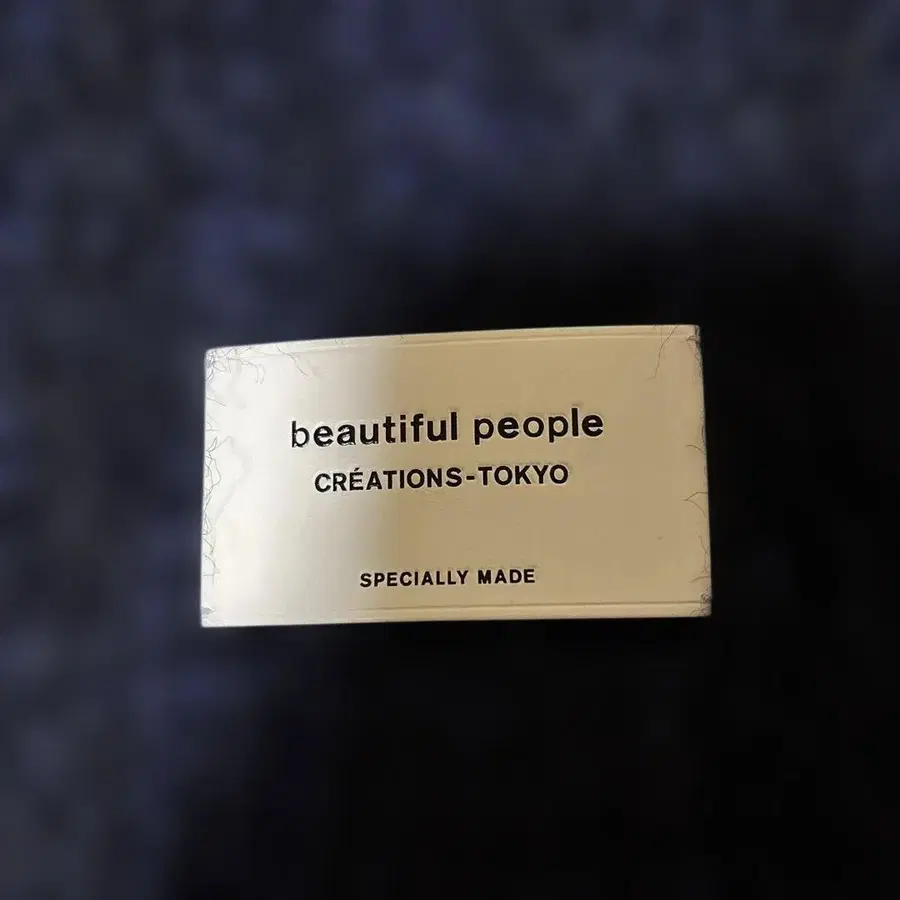 beautiful people
CRÉATIONS-TOKYO
SPECIALLY MADE